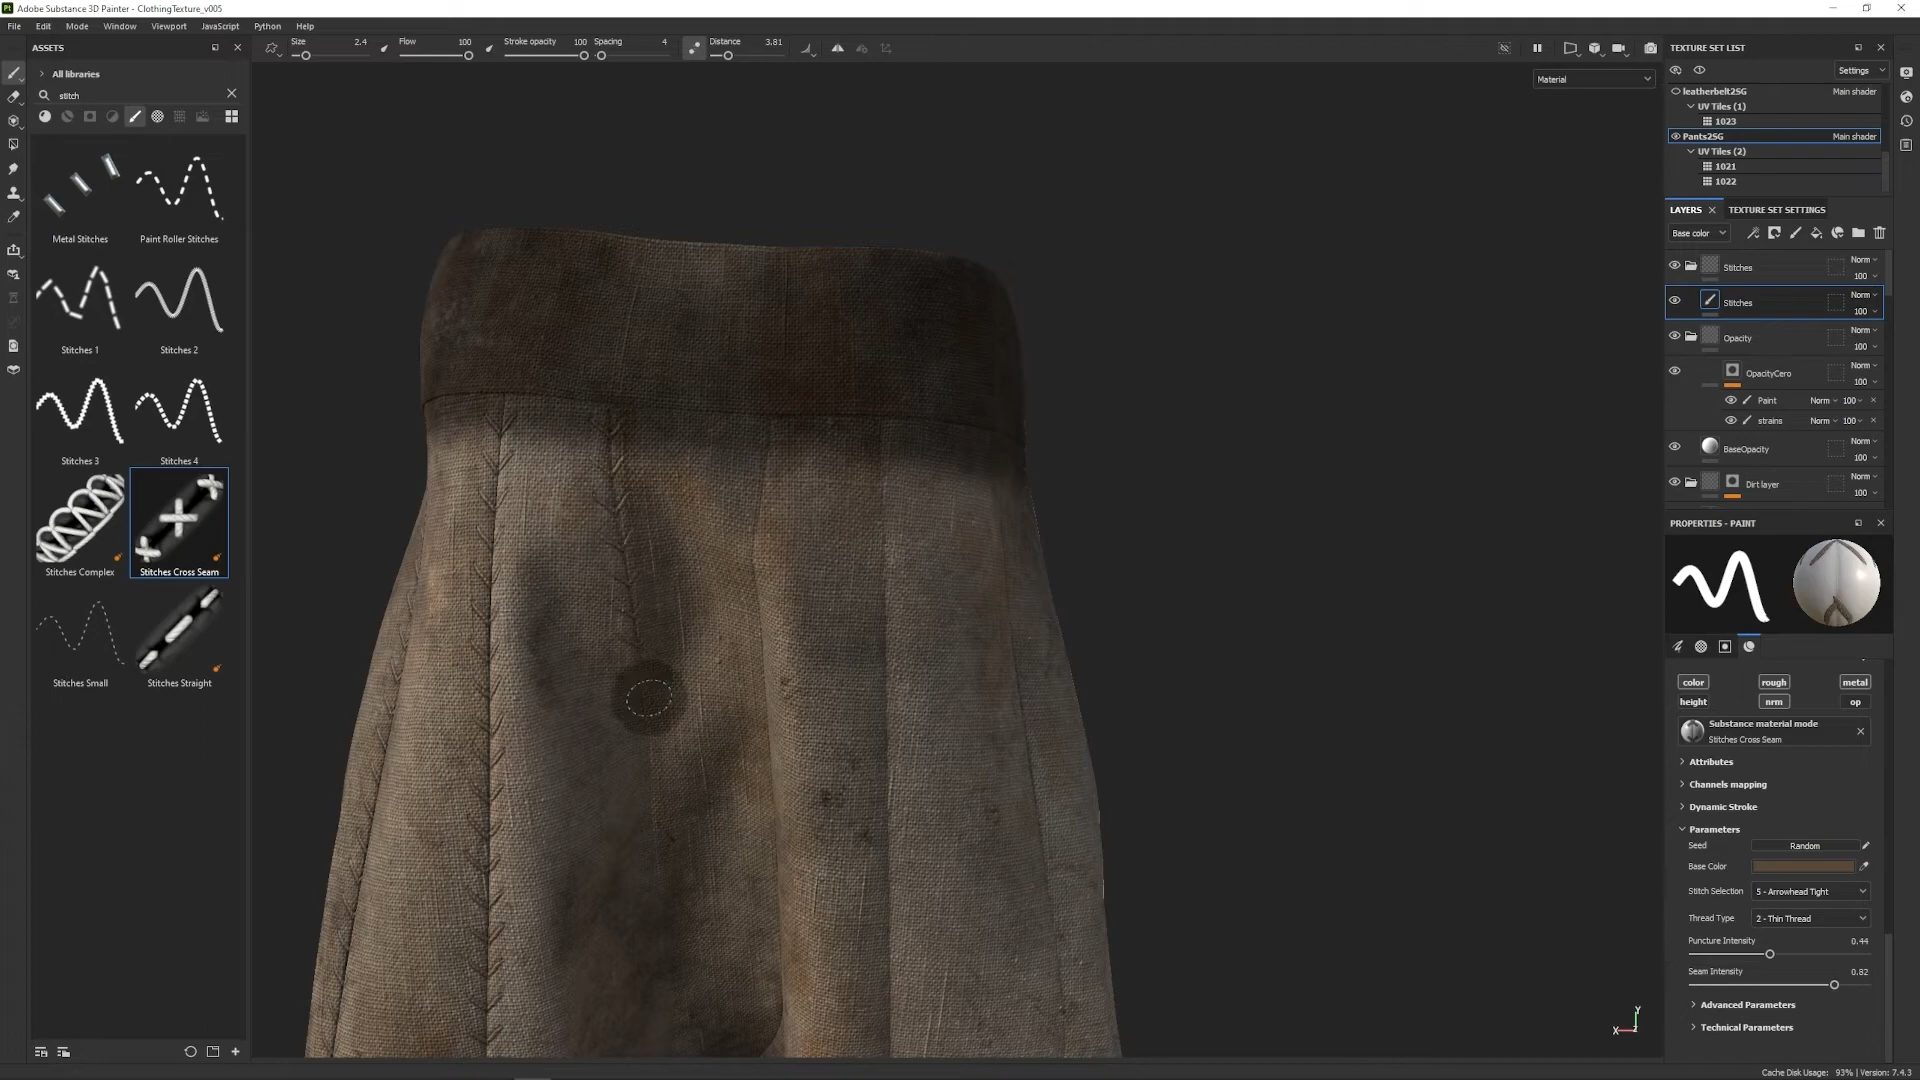 Adobe Substance 3D Painter - ClothingTexture_v005
File Edit Mode Window Viewport JavaScript Python Help
ASSETS
All libraries
stitch
Metal Stitches
Paint Roller Stitches
Stitches 1
Stitches 2
Stitches 3
Stitches 4
Stitches Complex
Stitches Cross Seam
Stitches Small
Stitches Straight
Size 2.4
Flow 100
Stroke opacity 100
Spacing 4
Distance 3.81
Material
TEXTURE SET LIST
Settings
leatherbelt2SG Main shader
UV Tiles (1)
1023
Pants2SG Main shader
UV Tiles (2)
1021
1022
LAYERS TEXTURE SET SETTINGS
Base color
Stitches Norm
100
Stitches Norm
100
Opacity Norm
100
OpacityCero Norm
100
Paint Norm 100
strains Norm 100
BaseOpacity Norm
100
Dirt layer Norm
100
PROPERTIES - PAINT
color rough metal
height nrm op
Substance material mode
Stitches Cross Seam
Attributes
Channels mapping
Dynamic Stroke
Parameters
Seed Random
Base Color
Stitch Selection 5 - Arrowhead Tight
Thread Type 2 - Thin Thread
Puncture Intensity 0.44
Seam Intensity 0.82
Advanced Parameters
Technical Parameters
Y
X
Cache Disk Usage: 93% | Version: 7.4.3